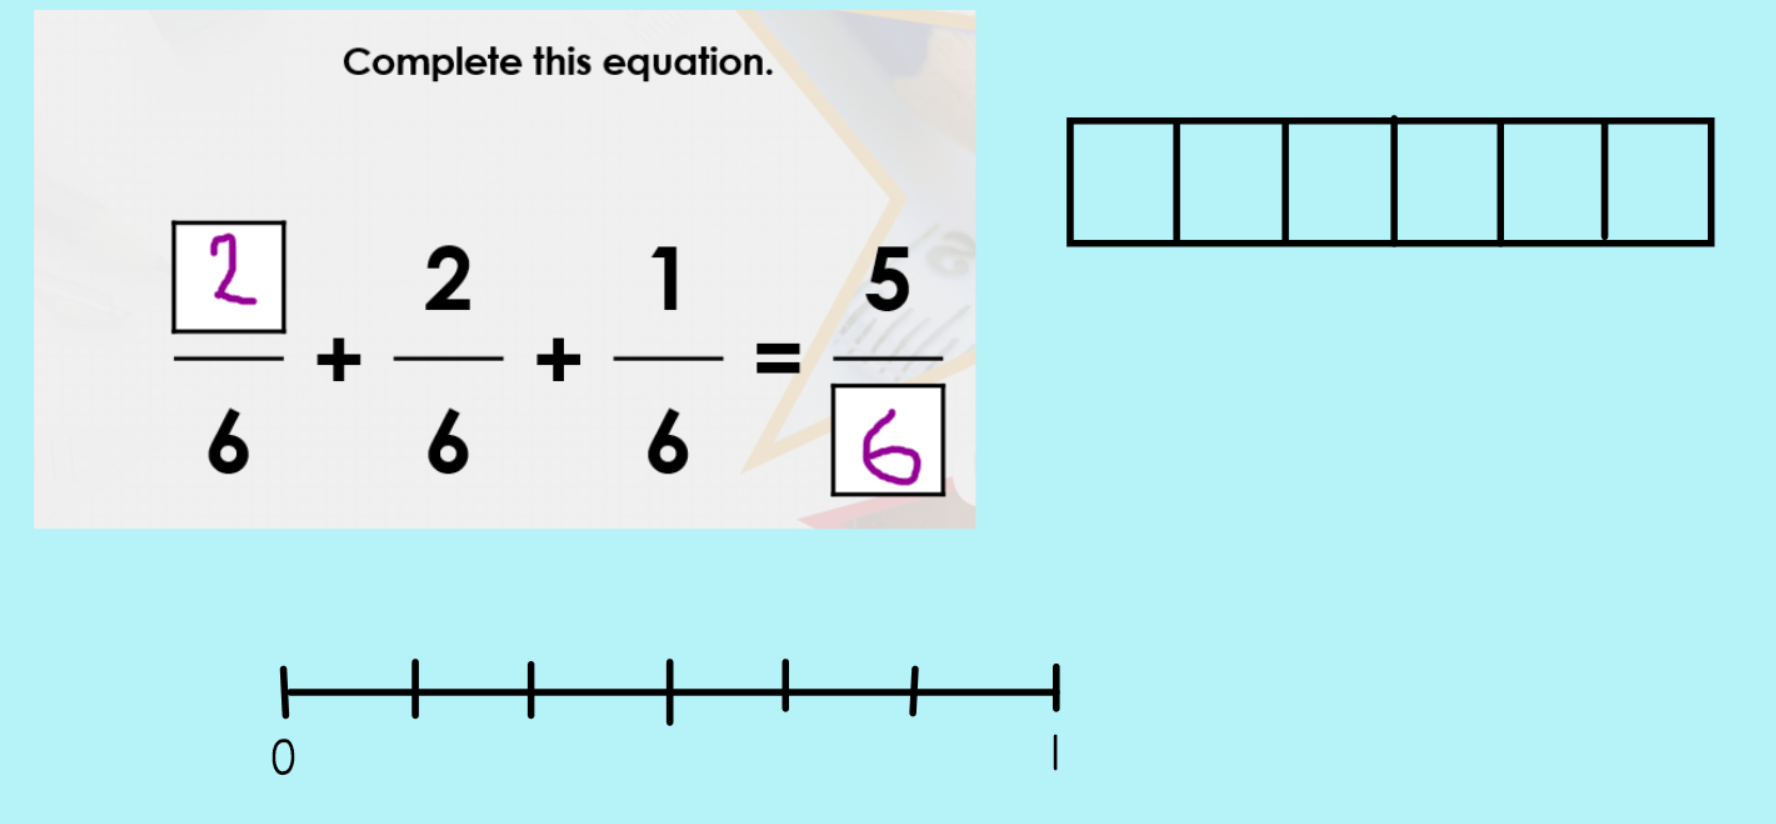 Complete this equation.
2 2 1 5
+ + =
6 6 6 6
0 1